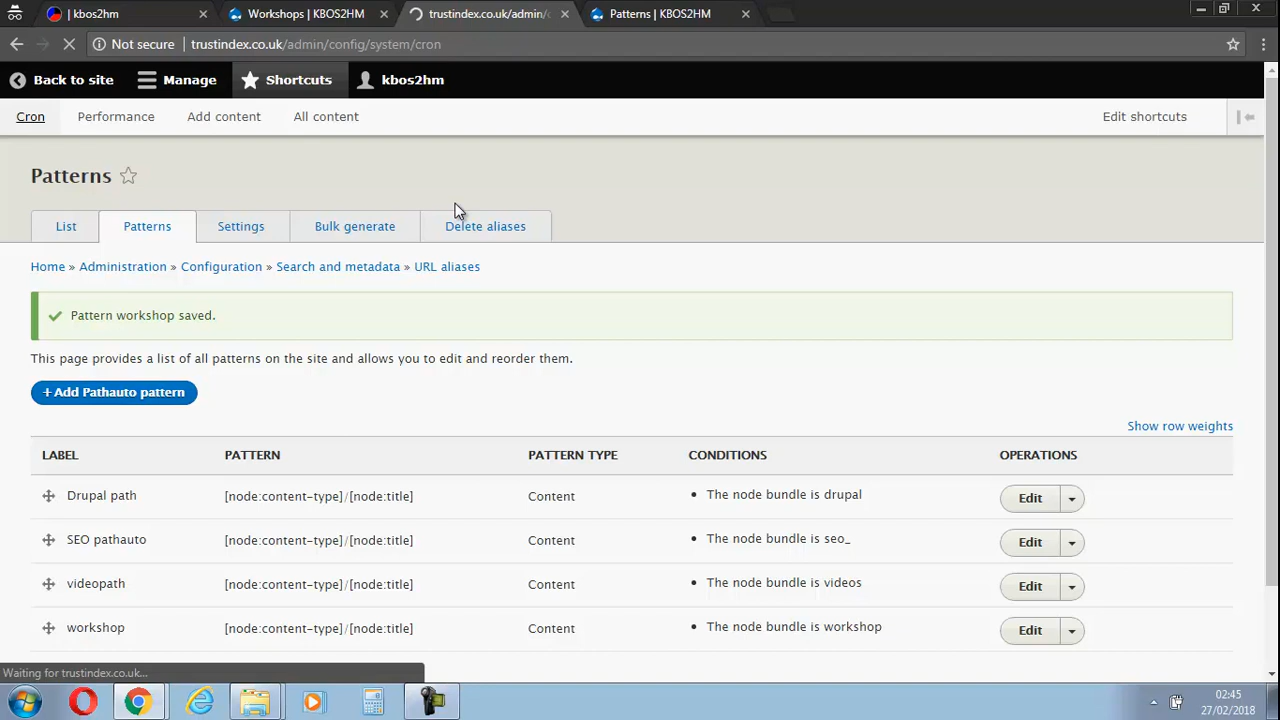 | kbos2hm
Workshops | KBOS2HM
trustindex.co.uk/admin/c
Patterns | KBOS2HM
Not secure
trustindex.co.uk/admin/config/system/cron
Back to site
Manage
Shortcuts
kbos2hm
Cron
Performance
Add content
All content
Edit shortcuts
Patterns
List
Patterns
Settings
Bulk generate
Delete aliases
Home » Administration » Configuration » Search and metadata » URL aliases
Pattern workshop saved.
This page provides a list of all patterns on the site and allows you to edit and reorder them.
+ Add Pathauto pattern
Show row weights
LABEL PATTERN PATTERN TYPE CONDITIONS OPERATIONS
Drupal path [node:content-type]/[node:title] Content • The node bundle is drupal Edit
SEO pathauto [node:content-type]/[node:title] Content • The node bundle is seo_ Edit
videopath [node:content-type]/[node:title] Content • The node bundle is videos Edit
workshop [node:content-type]/[node:title] Content • The node bundle is workshop Edit
Waiting for trustindex.co.uk...
02:45
27/02/2018